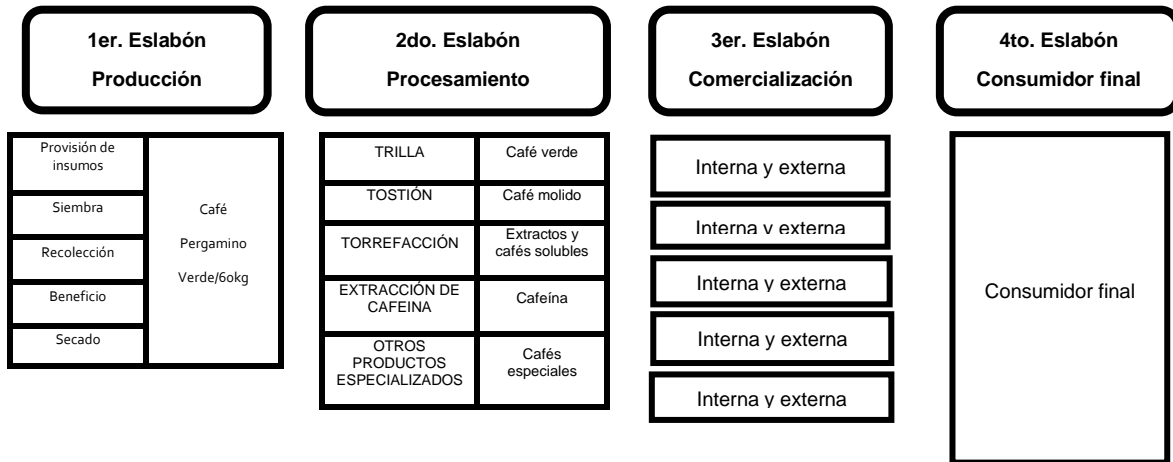 1er. Eslabón
Producción
2do. Eslabón
Procesamiento
3er. Eslabón
Comercialización
4to. Eslabón
Consumidor final
Provisión de
insumos
Siembra
Recolección
Beneficio
Secado
Café
Pergamino
Verde/60kg
TRILLA
Café verde
TOSTIÓN
Café molido
TORREFACCIÓN
Extractos y
cafés solubles
EXTRACCIÓN DE
CAFEINA
Cafeína
OTROS
PRODUCTOS
ESPECIALIZADOS
Cafés
especiales
Interna y externa
Interna y externa
Interna y externa
Interna y externa
Interna y externa
Consumidor final